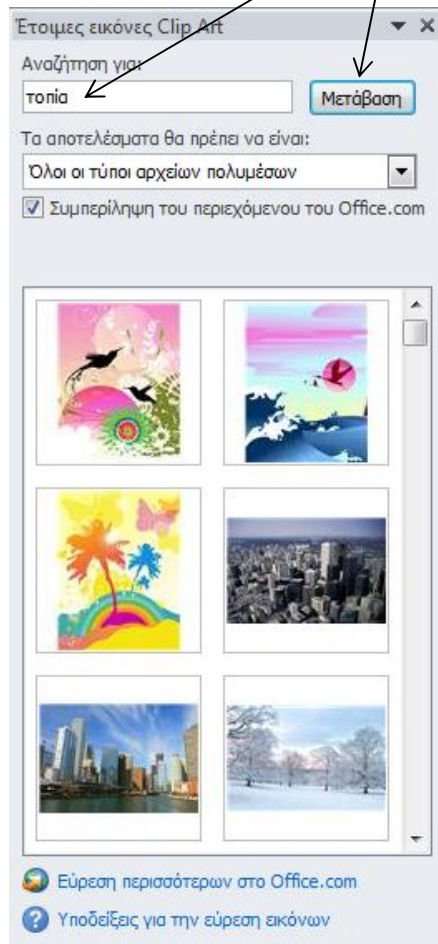 Έτοιμες εικόνες Clip Art
Αναζήτηση για:
τοπία
Μετάβαση
Τα αποτελέσματα θα πρέπει να είναι:
Όλοι οι τύποι αρχείων πολυμέσων
Συμπερίληψη του περιεχόμενου του Office.com
Εύρεση περισσότερων στο Office.com
Υποδείξεις για την εύρεση εικόνων